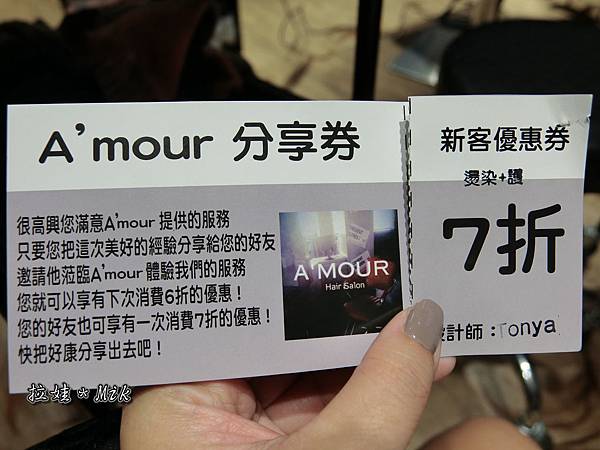 A'mour 分享券
很高興您滿意A'mour 提供的服務
只要您把這次美好的經驗分享給您的好友
邀請他蒞臨A'mour 體驗我們的服務
您就可以享有下次消費6折的優惠！
您的好友也可享有一次消費7折的優惠！
快把好康分享出去吧！
A'MOUR
Hair Salon
新客優惠券
燙染+護
7折
設計師：Tonya
拉娃 Mik